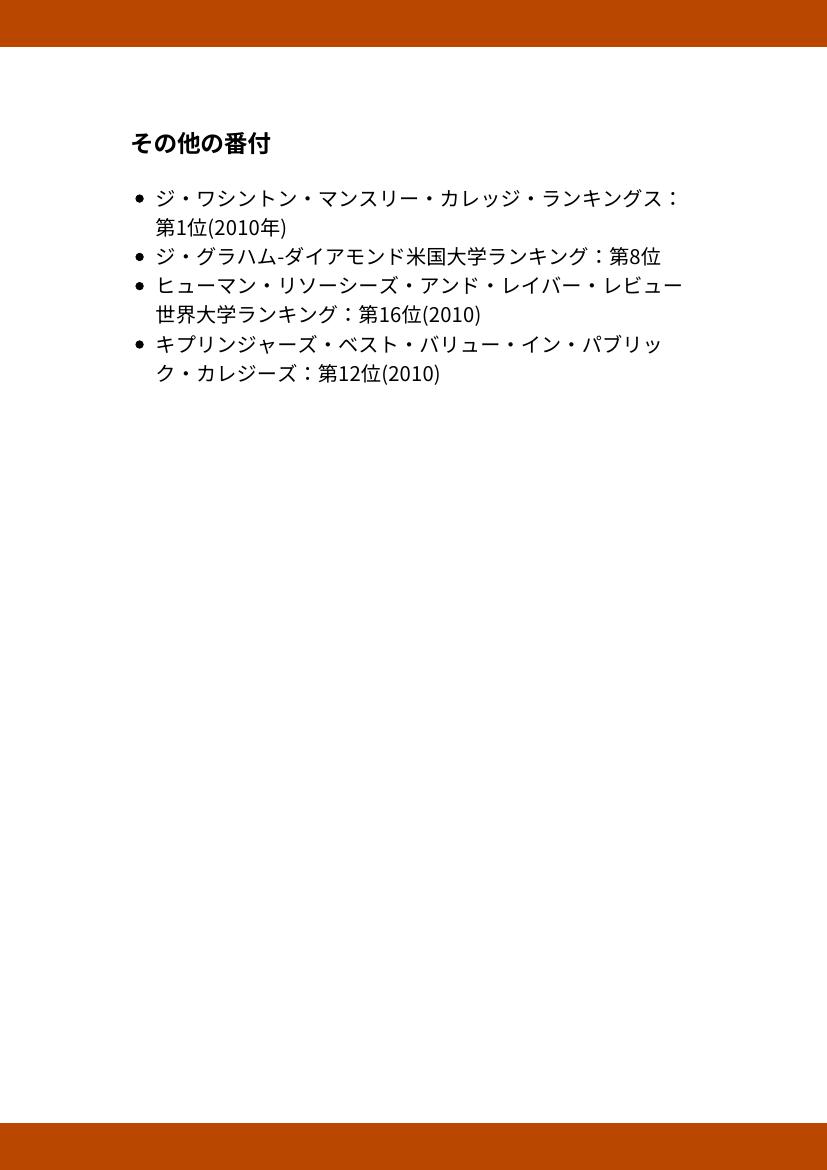 その他の番付
• ジ・ワシントン・マンスリー・カレッジ・ランキングス：
第1位(2010年)
• ジ・グラハム-ダイアモンド米国大学ランキング：第8位
• ヒューマン・リソーシーズ・アンド・レイバー・レビュー
世界大学ランキング：第16位(2010)
• キプリンジャーズ・ベスト・バリュー・イン・パブリッ
ク・カレジーズ：第12位(2010)